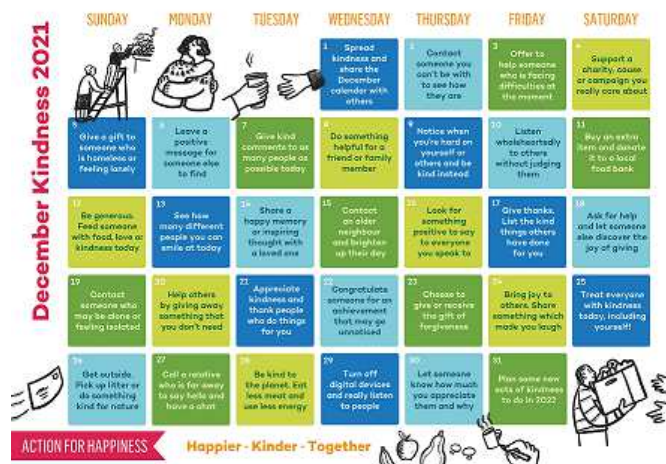 December Kindness 2021
SUNDAY MONDAY TUESDAY WEDNESDAY THURSDAY FRIDAY SATURDAY
1
Spread
kindness and
share the
December
calendar with
others
2
Contact
someone you
can't be with
to see how
they are
3
Offer to
help someone
who is facing
difficulties at
the moment
4
Support a
charity, cause
or campaign you
really care about
5
Give a gift to
someone who
is homeless or
feeling lonely
6
Leave a
positive
message for
someone else
to find
7
Give kind
comments to as
many people as
possible today
8
Do something
helpful for a
friend or family
member
9
Notice when
you're hard on
yourself or
others and be
kind instead
10
Listen
wholeheartedly
to others
without judging
them
11
Buy an extra
item and donate
it to a local
food bank
12
Be generous.
Feed someone
with food, love or
kindness today
13
See how
many different
people you can
smile at today
14
Share a
happy memory
or inspiring
thought with
a loved one
15
Contact
an older
neighbour and
brighten
up their day
16
Look for
something
positive to say
to everyone
you speak to
17
Give thanks.
List the kind
things others
have done
for you
18
Ask for help
and let someone
else discover the
joy of giving
19
Contact
someone who
may be alone or
feeling isolated
20
Help others
by giving away
something that
you don't need
21
Appreciate
kindness and
thank people
who do things
for you
22
Congratulate
someone for an
achievement
that may go
unnoticed
23
Choose to
give or receive
the gift of
forgiveness
24
Bring joy to
others. Share
something which
made you laugh
25
Treat everyone
with kindness
today, including
yourself!
26
Get outside.
Pick up litter or
do something
kind for nature
27
Call a relative
who is far away
to say hello and
have a chat
28
Be kind to
the planet. Eat
less meat and
use less energy
29
Turn off
digital devices
and really listen
to people
30
Let someone
know how much
you appreciate
them and why
31
Plan some new
acts of kindness
to do in 2022
ACTION FOR HAPPINESS
Happier · Kinder · Together